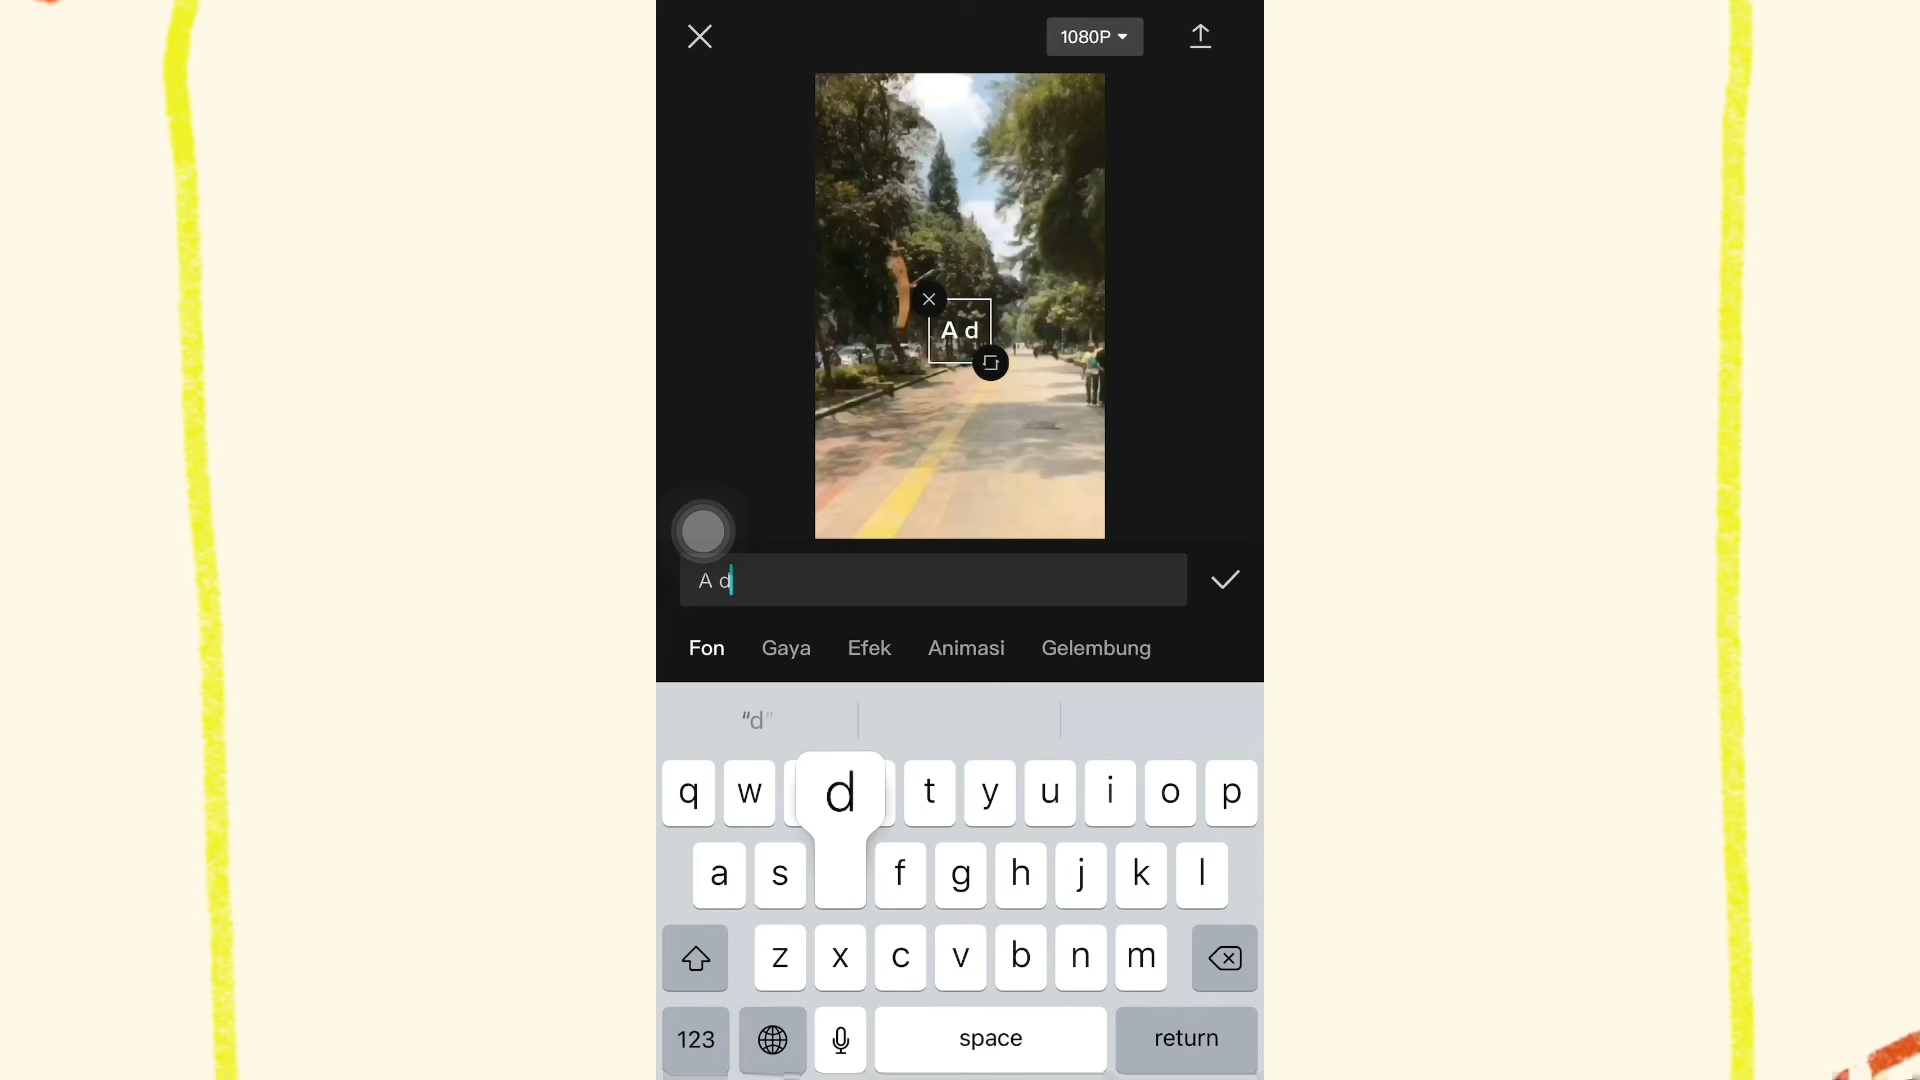 1080P
A d
A d
Fon Gaya Efek Animasi Gelembung
"d"
q w d t y u i o p
a s f g h j k l
z x c v b n m
123 space return